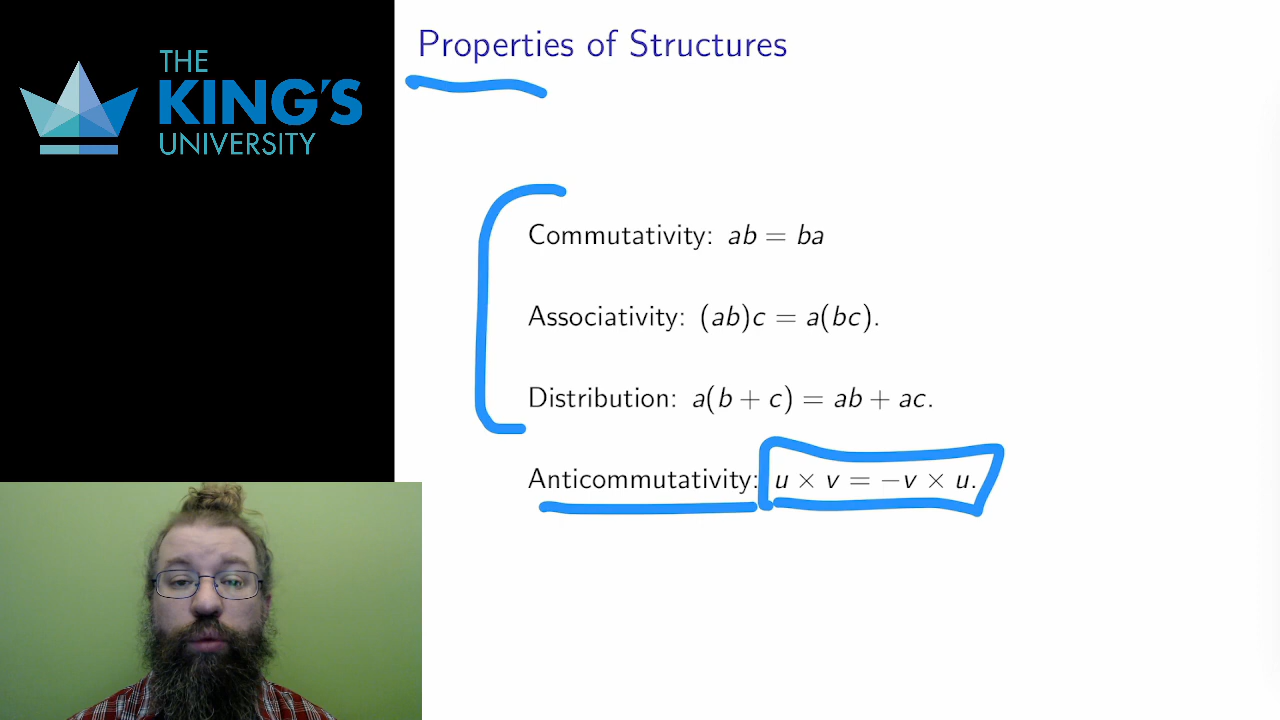 THE
KING'S
UNIVERSITY
Properties of Structures
Commutativity: ab = ba
Associativity: (ab)c = a(bc).
Distribution: a(b + c) = ab + ac.
Anticommutativity: u × v = −v × u.